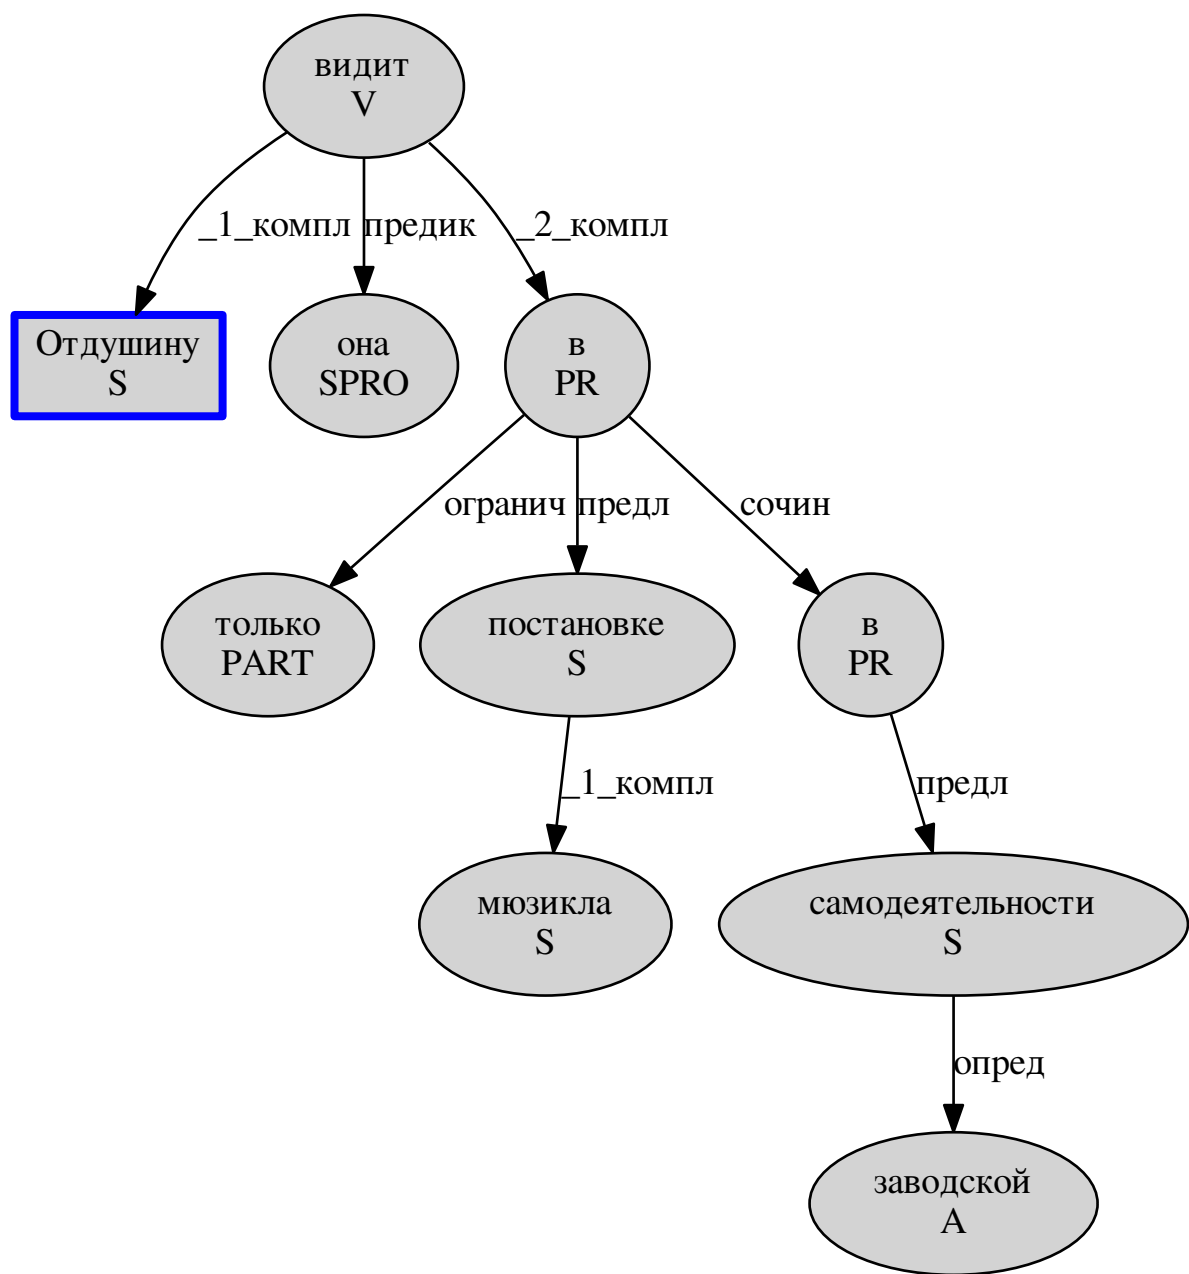 видит
V
_1_компл
предик
_2_компл
Отдушину
S
она
SPRO
в
PR
огранич
предл
сочин
только
PART
постановке
S
в
PR
_1_компл
предл
мюзикла
S
самодеятельности
S
опред
заводской
A